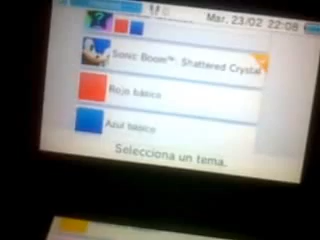 Mar, 23/02 22:08
Sonic Boom™: Shattered Crystal
Rojo básico
Azul básico
Selecciona un tema.